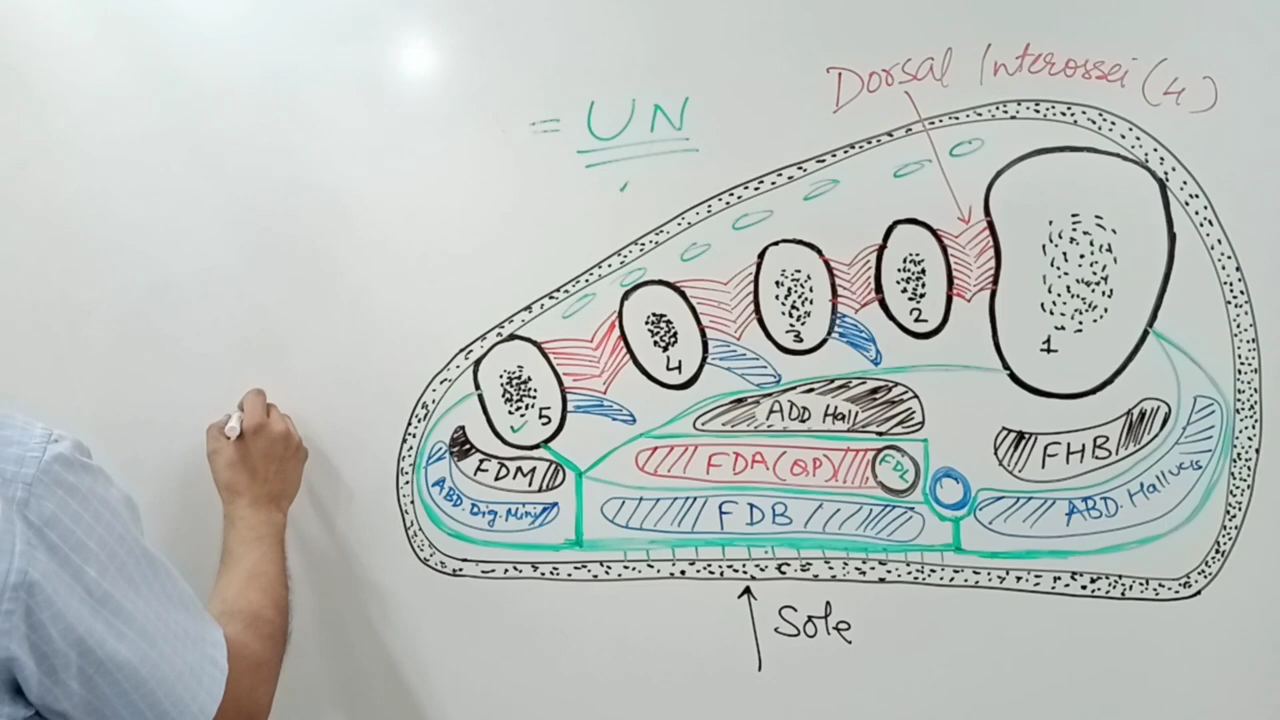 Dorsal Interossei (4)
= UN
1
2
3
4
5
ADD Hall
FDA(QP)
FDL
FHB
FDM
ABD. Dig. Mini
FDB
ABD. Hallucis
Sole